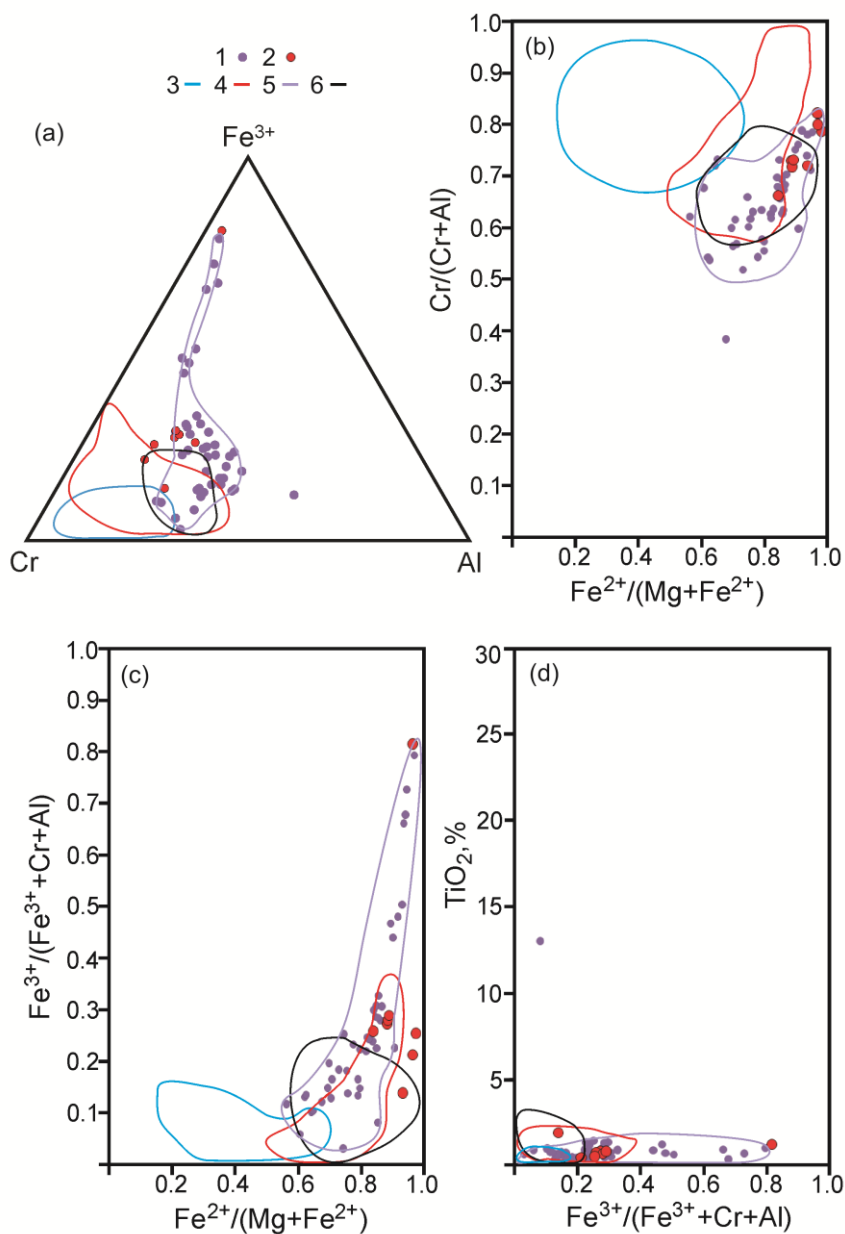 1 2
3 4 5 6
(a)
Fe³⁺
Cr
Al
(b)
1.0
0.9
0.8
0.7
0.6
0.5
0.4
0.3
0.2
0.1
Cr/(Cr+Al)
0.2 0.4 0.6 0.8 1.0
Fe²⁺/(Mg+Fe²⁺)
(c)
1.0
0.9
0.8
0.7
0.6
0.5
0.4
0.3
0.2
0.1
Fe³⁺/(Fe³⁺+Cr+Al)
0.2 0.4 0.6 0.8 1.0
Fe²⁺/(Mg+Fe²⁺)
(d)
30
25
20
15
10
5
TiO₂,%
0.2 0.4 0.6 0.8 1.0
Fe³⁺/(Fe³⁺+Cr+Al)